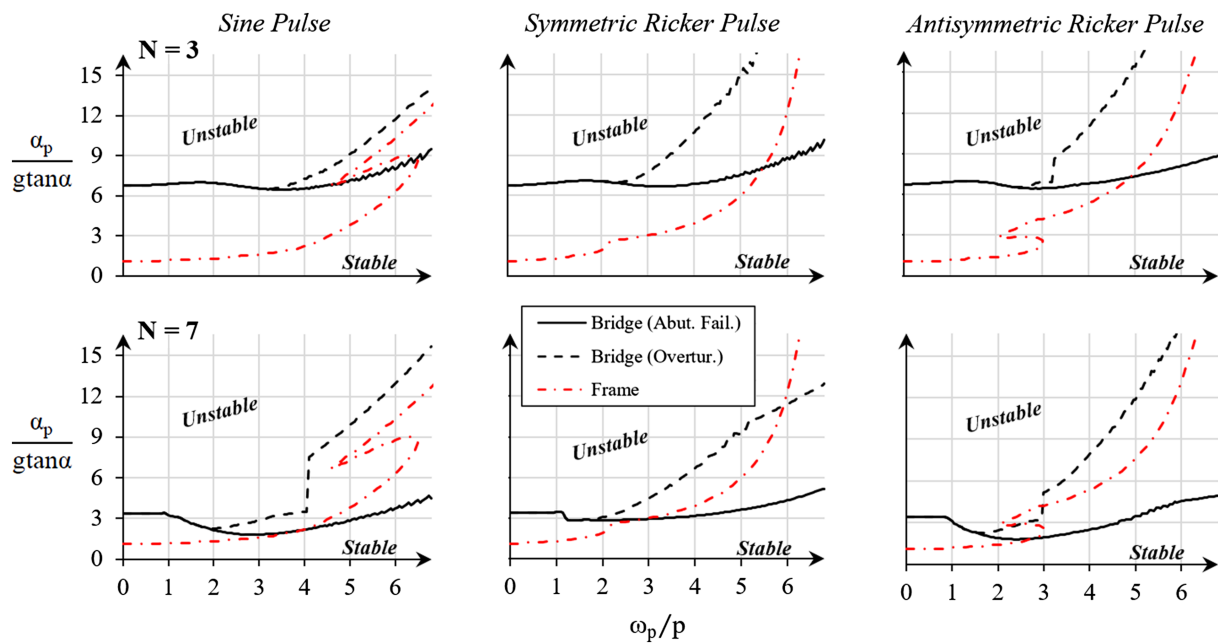 Sine Pulse Symmetric Ricker Pulse Antisymmetric Ricker Pulse
N = 3
15
12
9
6
3
0
αp
gtanα
Unstable
Stable
Unstable
Stable
Unstable
Stable
N = 7
15
12
9
6
3
0
αp
gtanα
Unstable
Stable
Bridge (Abut. Fail.)
Bridge (Overtur.)
Frame
Unstable
Stable
Unstable
Stable
0 1 2 3 4 5 6 0 1 2 3 4 5 6 0 1 2 3 4 5 6
ωp/p